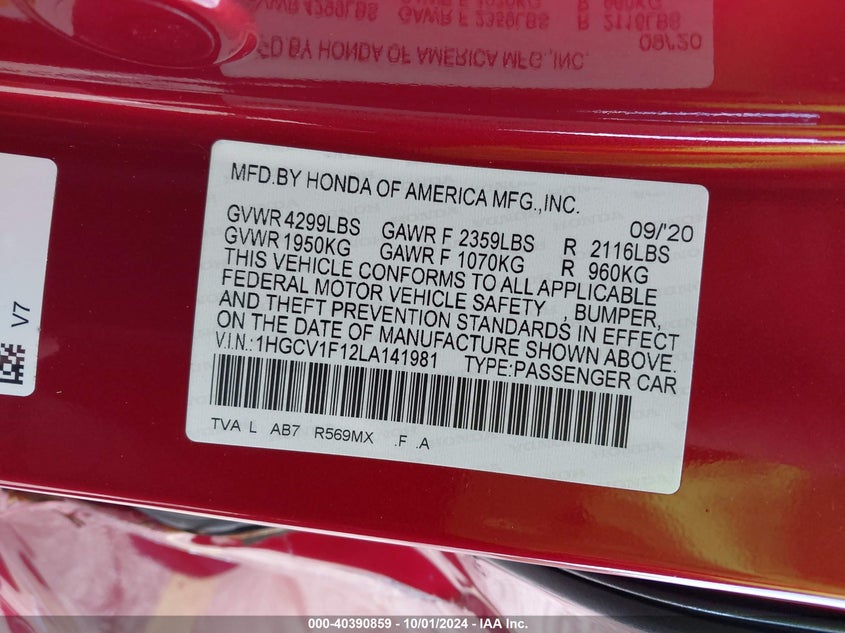 MFD.BY HONDA OF AMERICA MFG.,INC.
09/'20
GVWR 4299LBS GAWR F 2359LBS R 2116LBS
GVWR 1950KG GAWR F 1070KG R 960KG
THIS VEHICLE CONFORMS TO ALL APPLICABLE
FEDERAL MOTOR VEHICLE SAFETY , BUMPER,
AND THEFT PREVENTION STANDARDS IN EFFECT
ON THE DATE OF MANUFACTURE SHOWN ABOVE.
V.I.N.:1HGCV1F12LA141981 TYPE:PASSENGER CAR
TVA L AB7 R569MX .F .A
V7
000-40390859 - 10/01/2024 - IAA Inc.